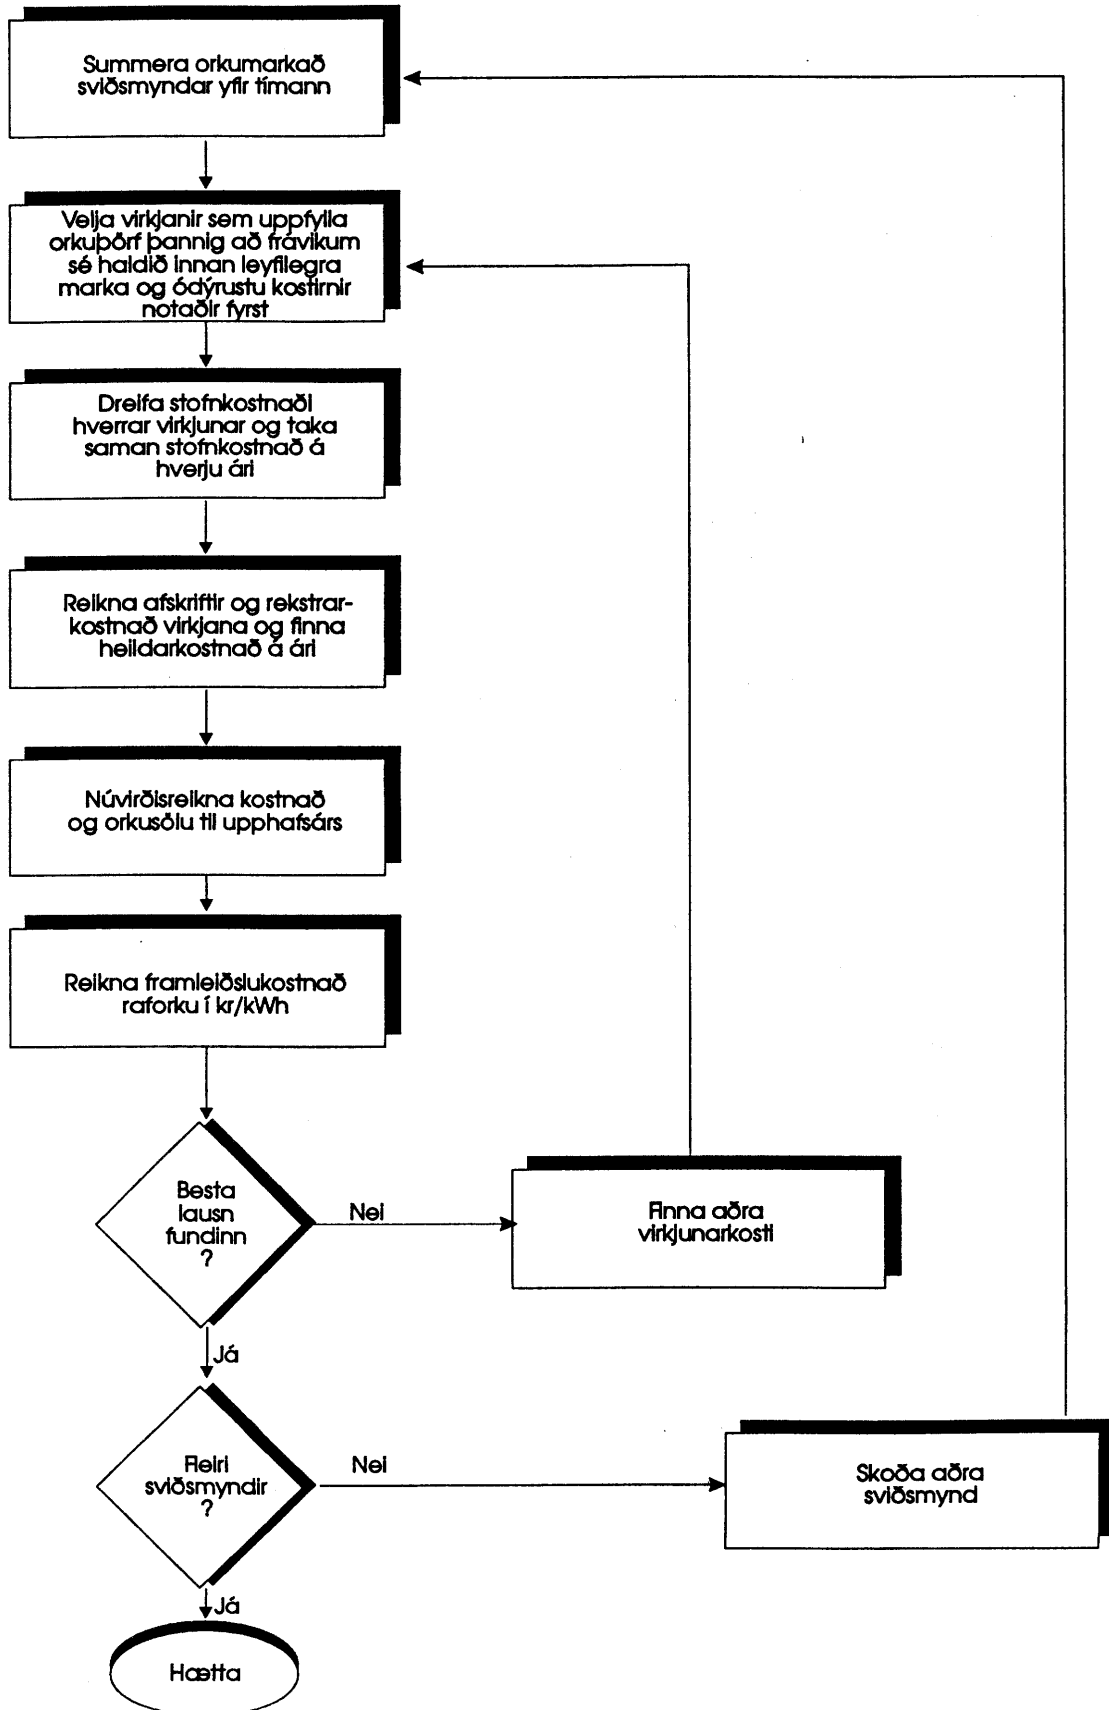 Summera orkumarkað
sviðsmyndar yfir tímann
Velja virkjanir sem uppfylla
orkuþörf þannig að frávikum
sé haldið innan leyfilegra
marka og ódýrustu kostirnir
notaðir fyrst
Dreifa stofnkostnaði
hverrar virkjunar og taka
saman stofnkostnað á
hverju ári
Reikna afskriftir og rekstrar-
kostnað virkjana og finna
heildarkostnað á ári
Núvirðisreikna kostnað
og orkusölu til upphafsárs
Reikna framleiðslukostnað
raforku í kr/kWh
Besta
lausn
fundinn
?
Nei
Finna aðra
virkjunarkosti
Já
Fleiri
sviðsmyndir
?
Nei
Skoða aðra
sviðsmynd
Já
Hætta